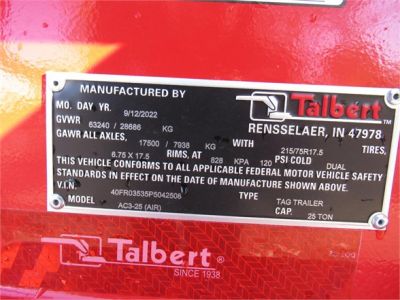 MANUFACTURED BY Talbert™
MO. DAY YR. 9/12/2022 RENSSELAER, IN 47978
GVWR 63240 / 28686 KG
GAWR ALL AXLES. 17500 / 7938 KG WITH 215/75R17.5 TIRES,
6.75 X 17.5 RIMS, AT 828 KPA 120 PSI COLD DUAL
THIS VEHICLE CONFORMS TO ALL APPLICABLE FEDERAL MOTOR VEHICLE SAFETY
STANDARDS IN EFFECT ON THE DATE OF MANUFACTURE SHOWN ABOVE.
V.I.N. 40FR03535P5042508 TYPE TAG TRAILER
MODEL AC3-25 (AIR) CAP. 25 TON
Talbert®
SINCE 1938